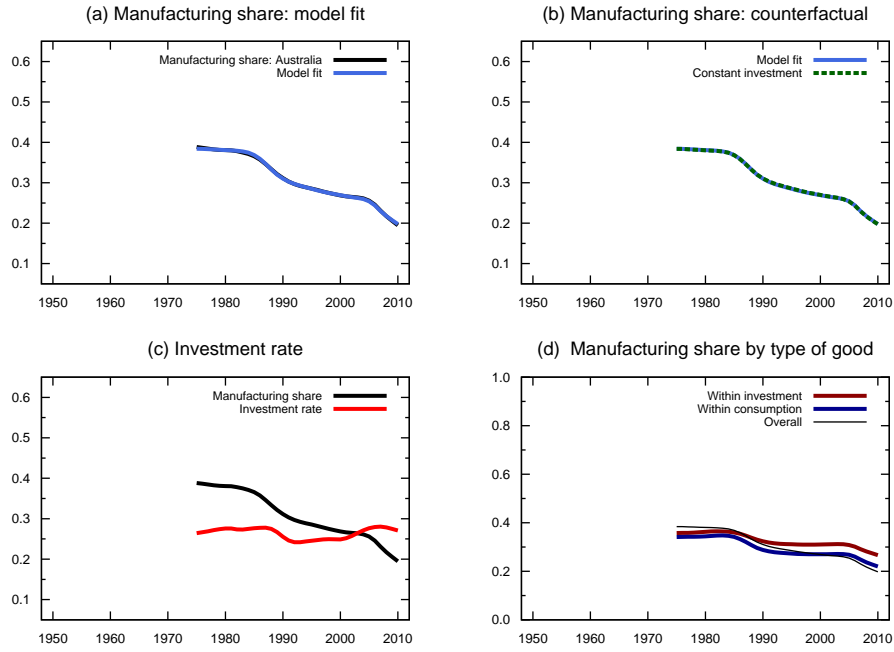 (a) Manufacturing share: model fit
0.6
0.5
0.4
0.3
0.2
0.1
Manufacturing share: Australia
Model fit
1950 1960 1970 1980 1990 2000 2010
(b) Manufacturing share: counterfactual
0.6
0.5
0.4
0.3
0.2
0.1
Model fit
Constant investment
1950 1960 1970 1980 1990 2000 2010
(c) Investment rate
0.6
0.5
0.4
0.3
0.2
0.1
Manufacturing share
Investment rate
1950 1960 1970 1980 1990 2000 2010
(d) Manufacturing share by type of good
1.0
0.8
0.6
0.4
0.2
0.0
Within investment
Within consumption
Overall
1950 1960 1970 1980 1990 2000 2010